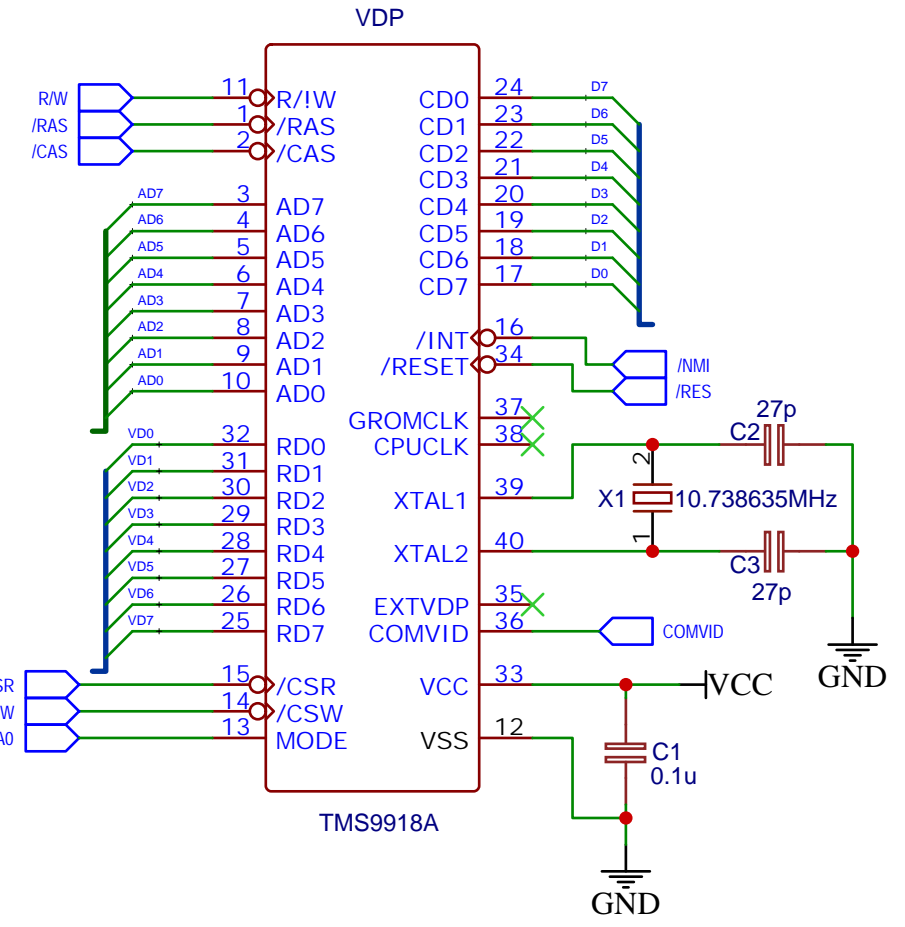 VDP
R/W 11 R/!W
/RAS 1 /RAS
/CAS 2 /CAS
AD7 3 AD7
AD6 4 AD6
AD5 5 AD5
AD4 6 AD4
AD3 7 AD3
AD2 8 AD2
AD1 9 AD1
AD0 10 AD0
VD0 32 RD0
VD1 31 RD1
VD2 30 RD2
VD3 29 RD3
VD4 28 RD4
VD5 27 RD5
VD6 26 RD6
VD7 25 RD7
SR 15 /CSR
W 14 /CSW
A0 13 MODE
CD0 24 D7
CD1 23 D6
CD2 22 D5
CD3 21 D4
CD4 20 D3
CD5 19 D2
CD6 18 D1
CD7 17 D0
/INT 16 /NMI
/RESET 34 /RES
GROMCLK 37
CPUCLK 38
XTAL1 39
XTAL2 40
EXTVDP 35
COMVID 36 COMVID
VCC 33 VCC
VSS 12
27p
C2
2
X1 10.738635MHz
1
C3
27p
GND
C1
0.1u
GND
TMS9918A